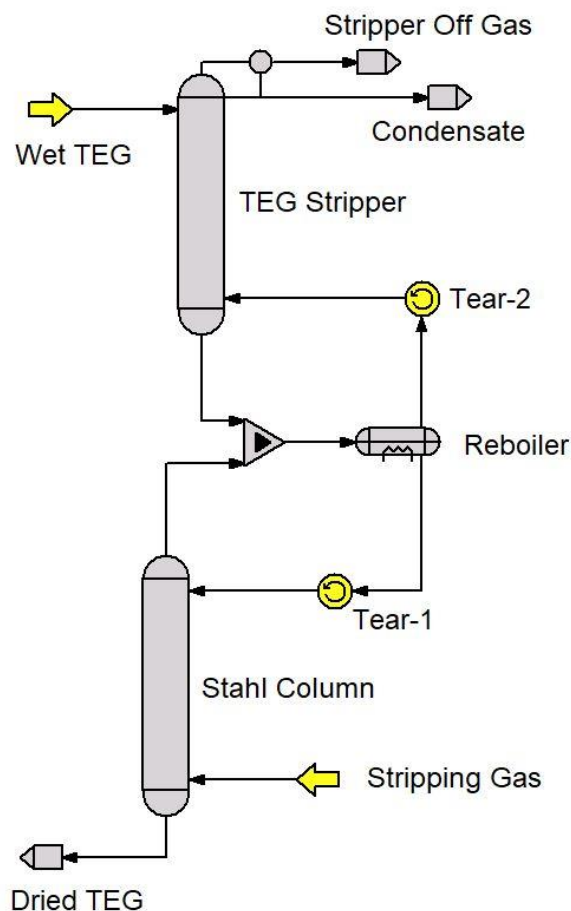 Stripper Off Gas
Condensate
Wet TEG
TEG Stripper
Tear-2
Reboiler
Tear-1
Stahl Column
Stripping Gas
Dried TEG